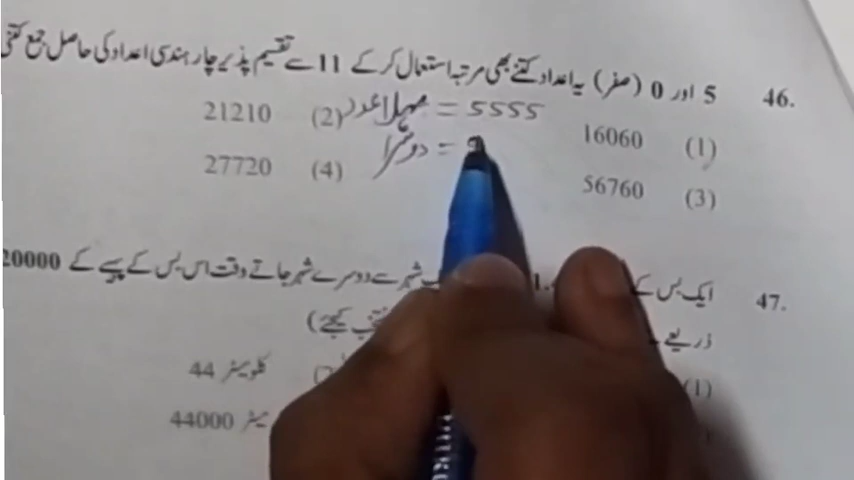 46. 5 اور 0 (صفر) یہ اعداد کتنے بھی مرتبہ استعمال کر کے 11 سے تقسیم پذیر چار ہندسی اعداد کی حاصل جمع کتنی
(1) 16060 (2) 21210
پہلا عدد = 5555
(3) 56760 (4) 27720
دوسرا =
47. ایک بس کے شہر سے دوسرے شہر جاتے وقت اس بس کے پہیے کے 20000
ذریعے
(1) 44 کلومیٹر
44000 میٹر